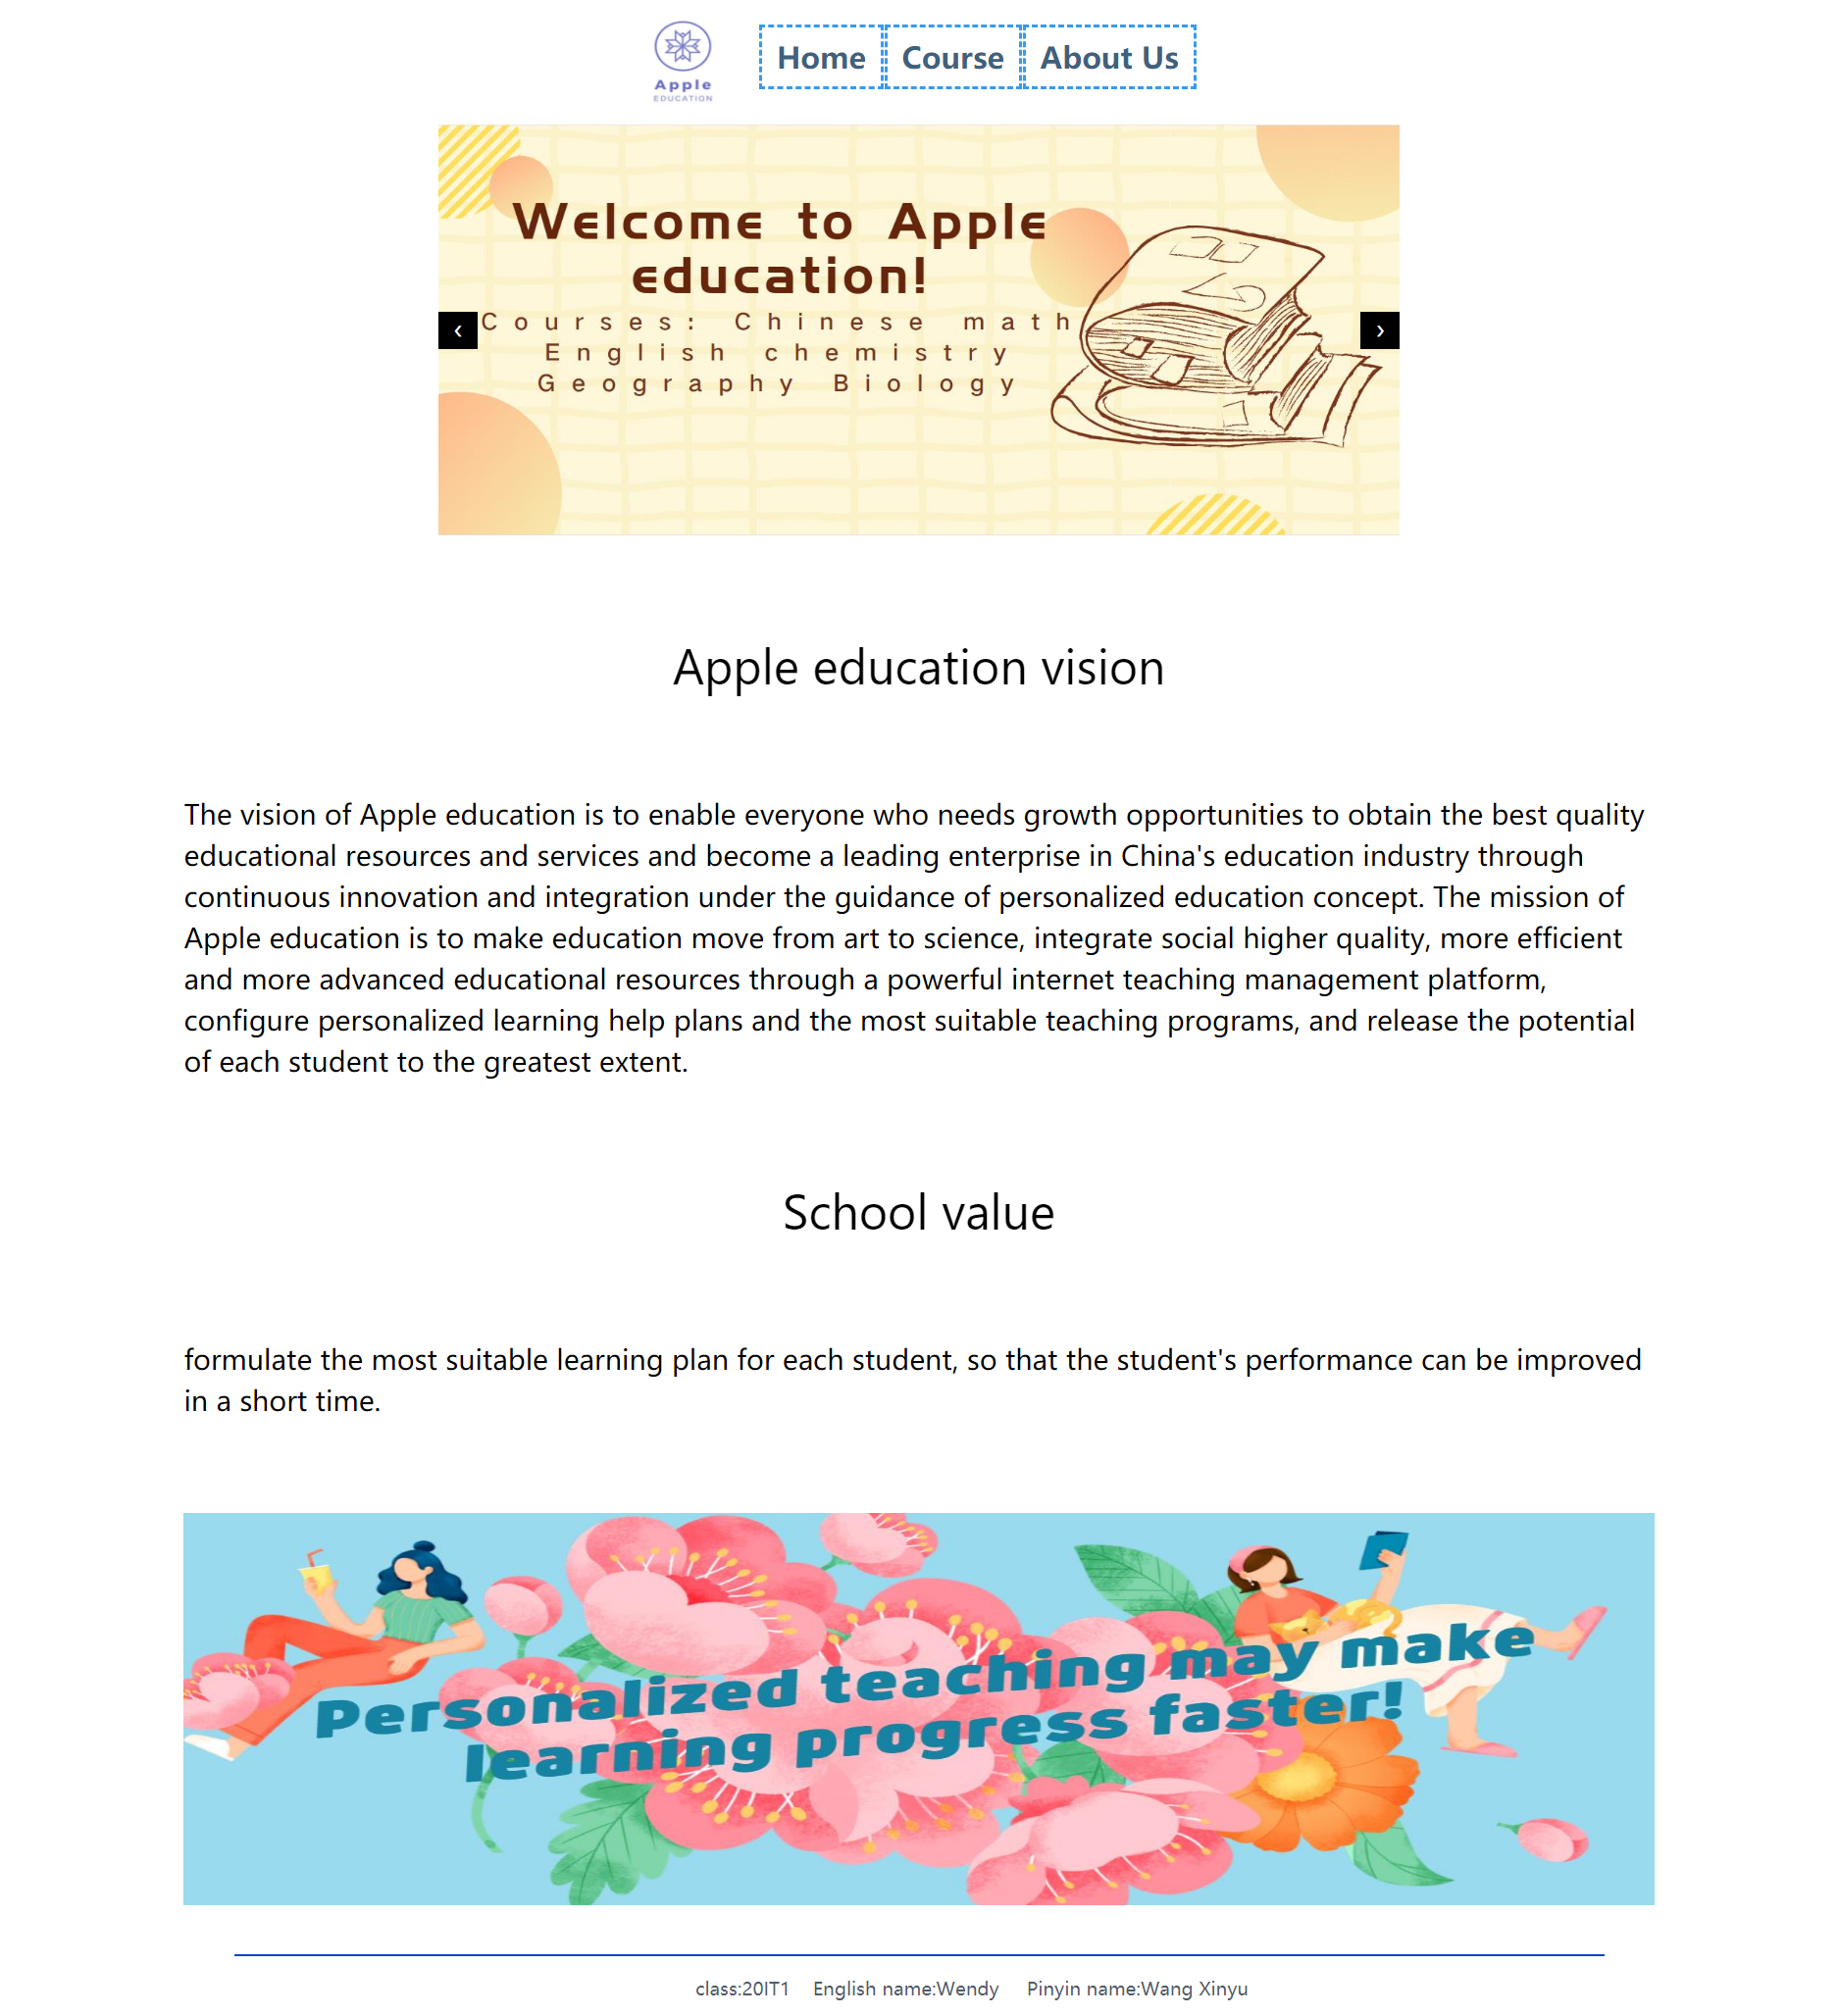 Apple
EDUCATION
Home Course About Us
Welcome to Apple
education!
Courses: Chinese math
English chemistry
Geography Biology
‹ ›
Apple education vision
The vision of Apple education is to enable everyone who needs growth opportunities to obtain the best quality
educational resources and services and become a leading enterprise in China's education industry through
continuous innovation and integration under the guidance of personalized education concept. The mission of
Apple education is to make education move from art to science, integrate social higher quality, more efficient
and more advanced educational resources through a powerful internet teaching management platform,
configure personalized learning help plans and the most suitable teaching programs, and release the potential
of each student to the greatest extent.
School value
formulate the most suitable learning plan for each student, so that the student's performance can be improved
in a short time.
Personalized teaching may make
learning progress faster!
class:20IT1 English name:Wendy Pinyin name:Wang Xinyu